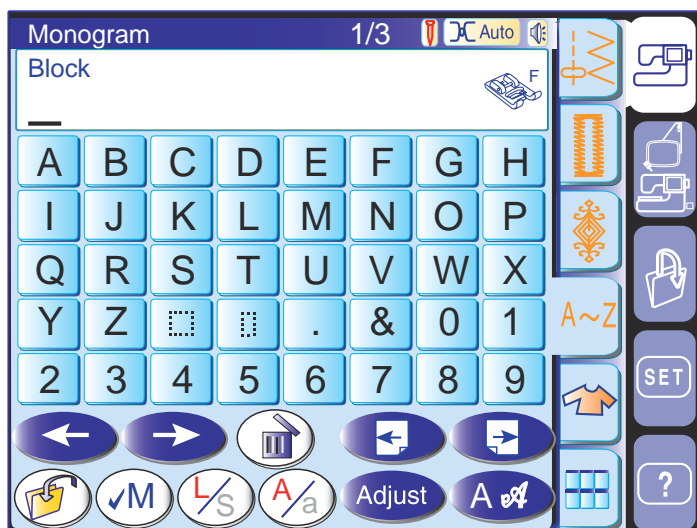 Monogram 1/3 Auto
Block
F
A B C D E F G H
I J K L M N O P
Q R S T U V W X
Y Z . & 0 1
A~Z
2 3 4 5 6 7 8 9
SET
✓M L/S A/a Adjust A A
?